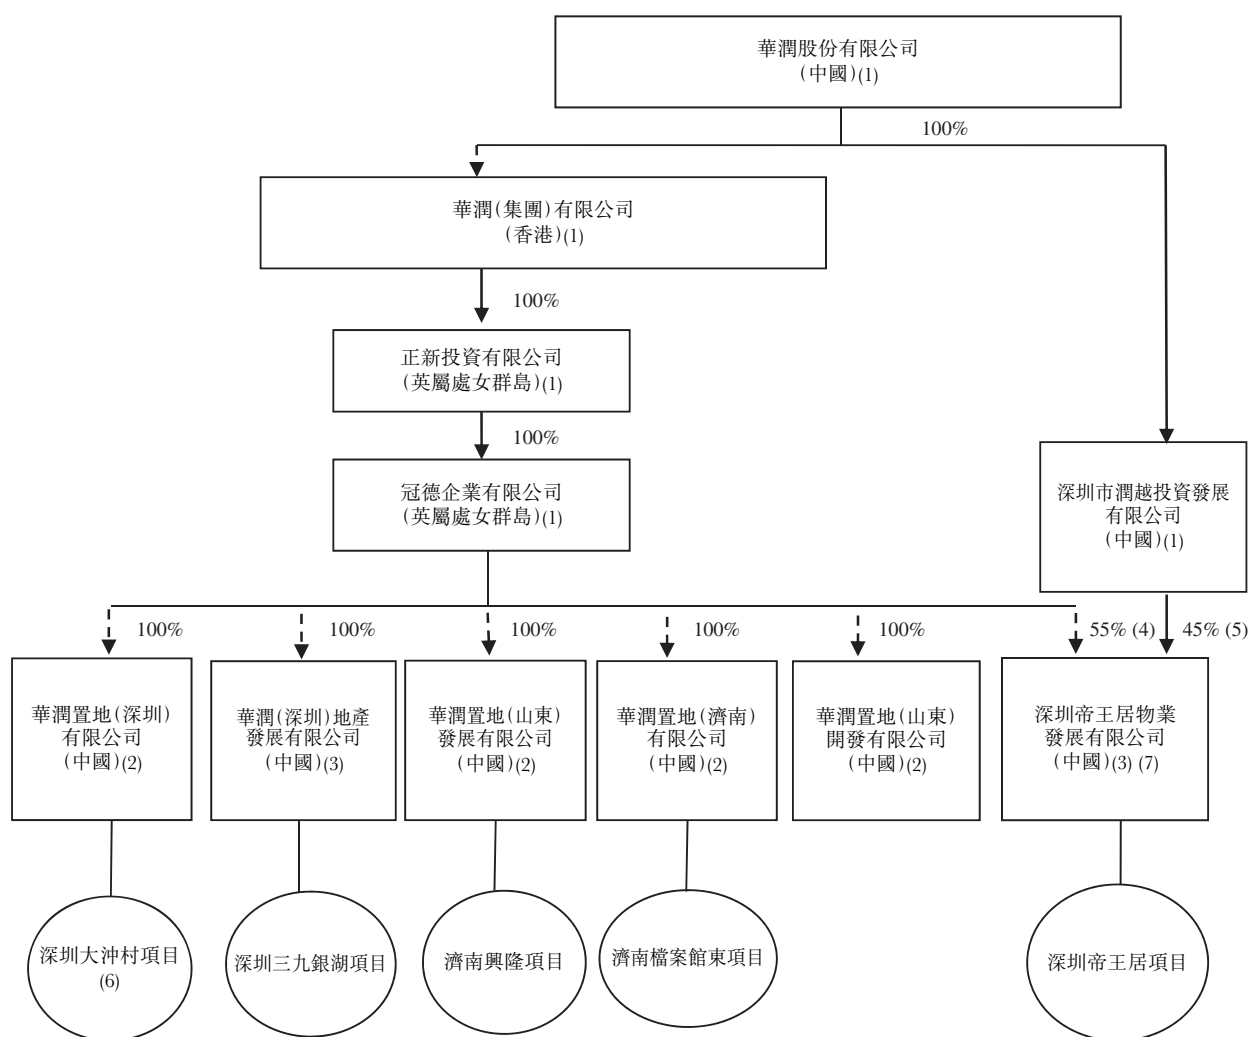 華潤股份有限公司
(中國)(1)
100%
華潤(集團)有限公司
(香港)(1)
100%
正新投資有限公司
(英屬處女群島)(1)
100%
冠德企業有限公司
(英屬處女群島)(1)
深圳市潤越投資發展
有限公司
(中國)(1)
100%
100%
100%
100%
100%
55% (4)
45% (5)
華潤置地(深圳)
有限公司
(中國)(2)
華潤(深圳)地產
發展有限公司
(中國)(3)
華潤置地(山東)
發展有限公司
(中國)(2)
華潤置地(濟南)
有限公司
(中國)(2)
華潤置地(山東)
開發有限公司
(中國)(2)
深圳帝王居物業
發展有限公司
(中國)(3) (7)
深圳大沖村項目
(6)
深圳三九銀湖項目
濟南興隆項目
濟南檔案館東項目
深圳帝王居項目